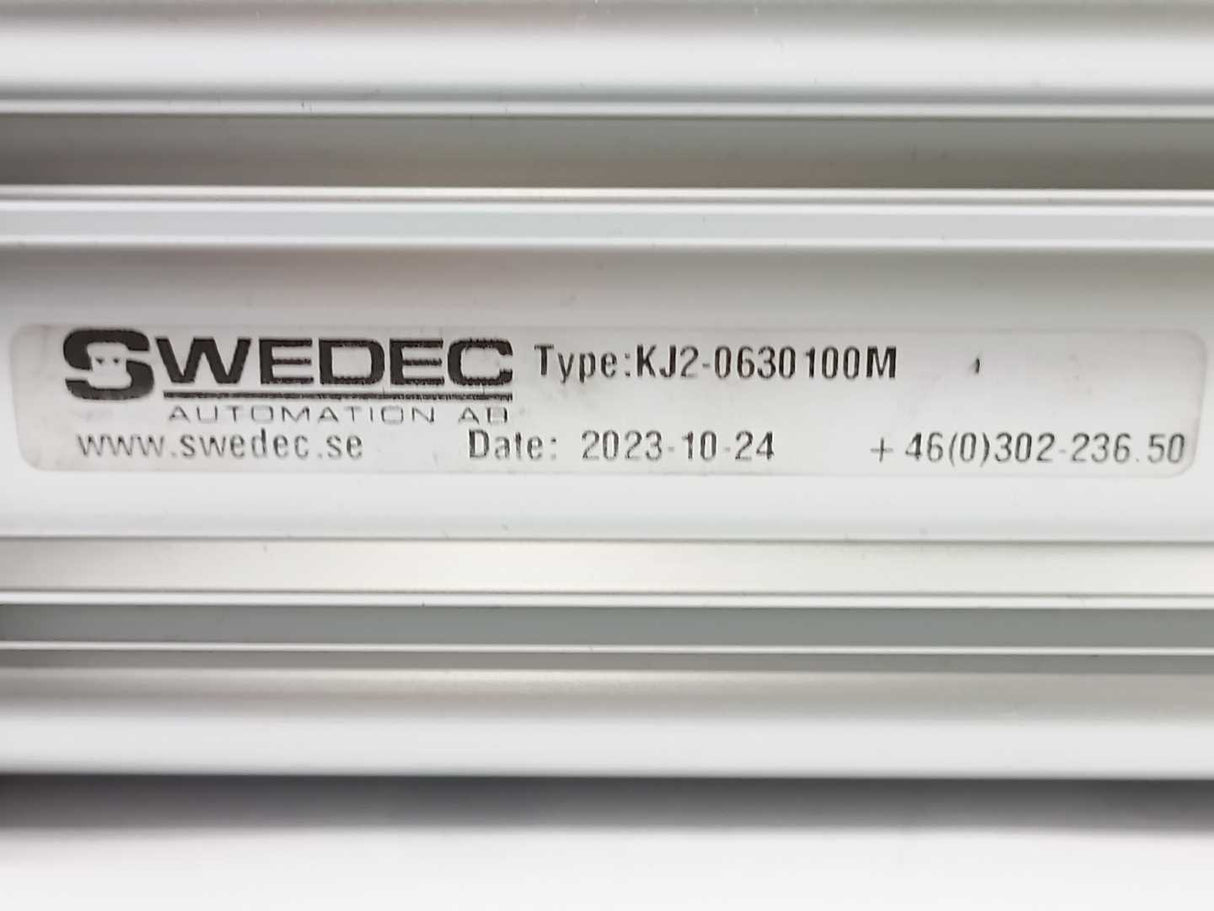 SWEDEC Type:KJ2-0630100M
AUTOMATION AB
www.swedec.se Date: 2023-10-24 +46(0)302-236.50